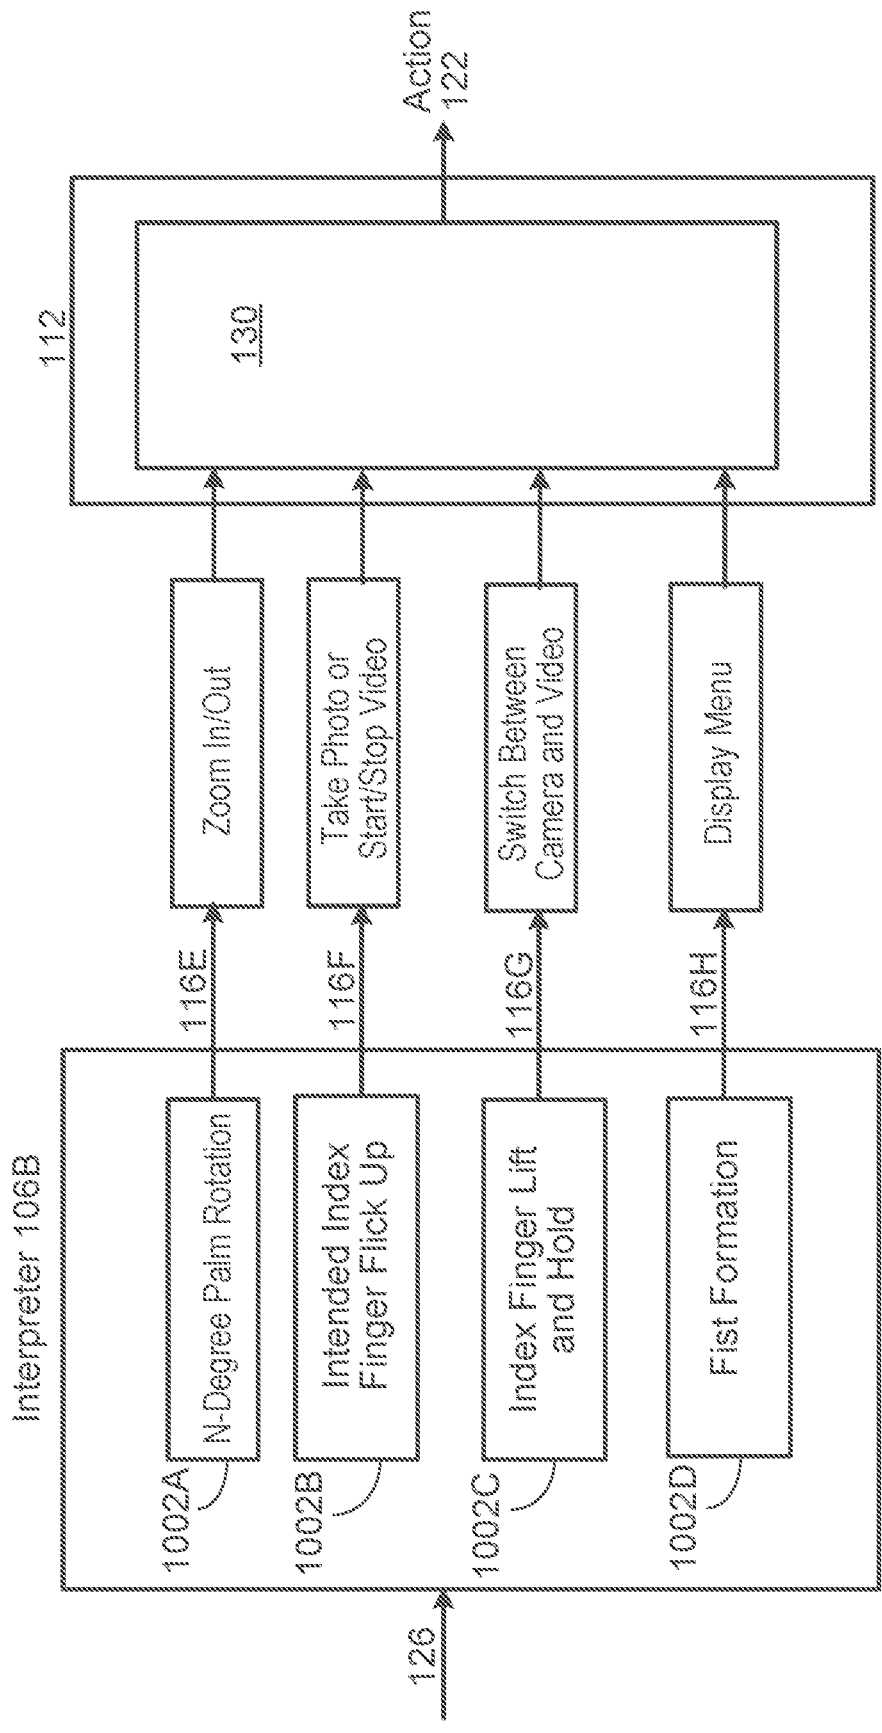 Interpreter 106B
126
1002A
N-Degree Palm Rotation
1002B
Intended Index
Finger Flick Up
1002C
Index Finger Lift
and Hold
1002D
Fist Formation
116E
116F
116G
116H
Zoom In/Out
Take Photo or
Start/Stop Video
Switch Between
Camera and Video
Display Menu
112
130
Action
122